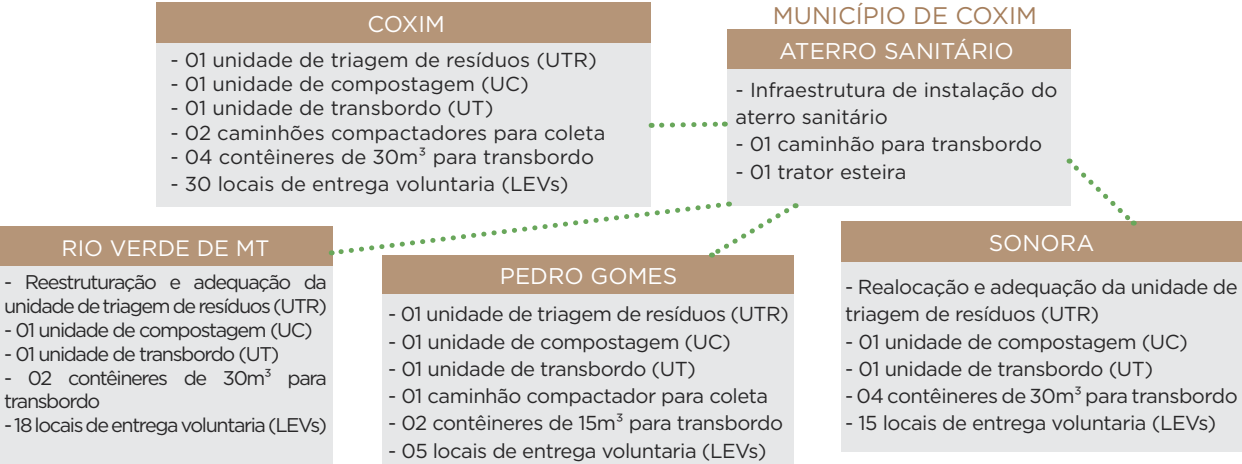 COXIM
- 01 unidade de triagem de resíduos (UTR)
- 01 unidade de compostagem (UC)
- 01 unidade de transbordo (UT)
- 02 caminhões compactadores para coleta
- 04 contêineres de 30m³ para transbordo
- 30 locais de entrega voluntaria (LEVs)
MUNICÍPIO DE COXIM
ATERRO SANITÁRIO
- Infraestrutura de instalação do
aterro sanitário
- 01 caminhão para transbordo
- 01 trator esteira
RIO VERDE DE MT
- Reestruturação e adequação da
unidade de triagem de resíduos (UTR)
- 01 unidade de compostagem (UC)
- 01 unidade de transbordo (UT)
- 02 contêineres de 30m³ para
transbordo
- 18 locais de entrega voluntaria (LEVs)
PEDRO GOMES
- 01 unidade de triagem de resíduos (UTR)
- 01 unidade de compostagem (UC)
- 01 unidade de transbordo (UT)
- 01 caminhão compactador para coleta
- 02 contêineres de 15m³ para transbordo
- 05 locais de entrega voluntaria (LEVs)
SONORA
- Realocação e adequação da unidade de
triagem de resíduos (UTR)
- 01 unidade de compostagem (UC)
- 01 unidade de transbordo (UT)
- 04 contêineres de 30m³ para transbordo
- 15 locais de entrega voluntaria (LEVs)